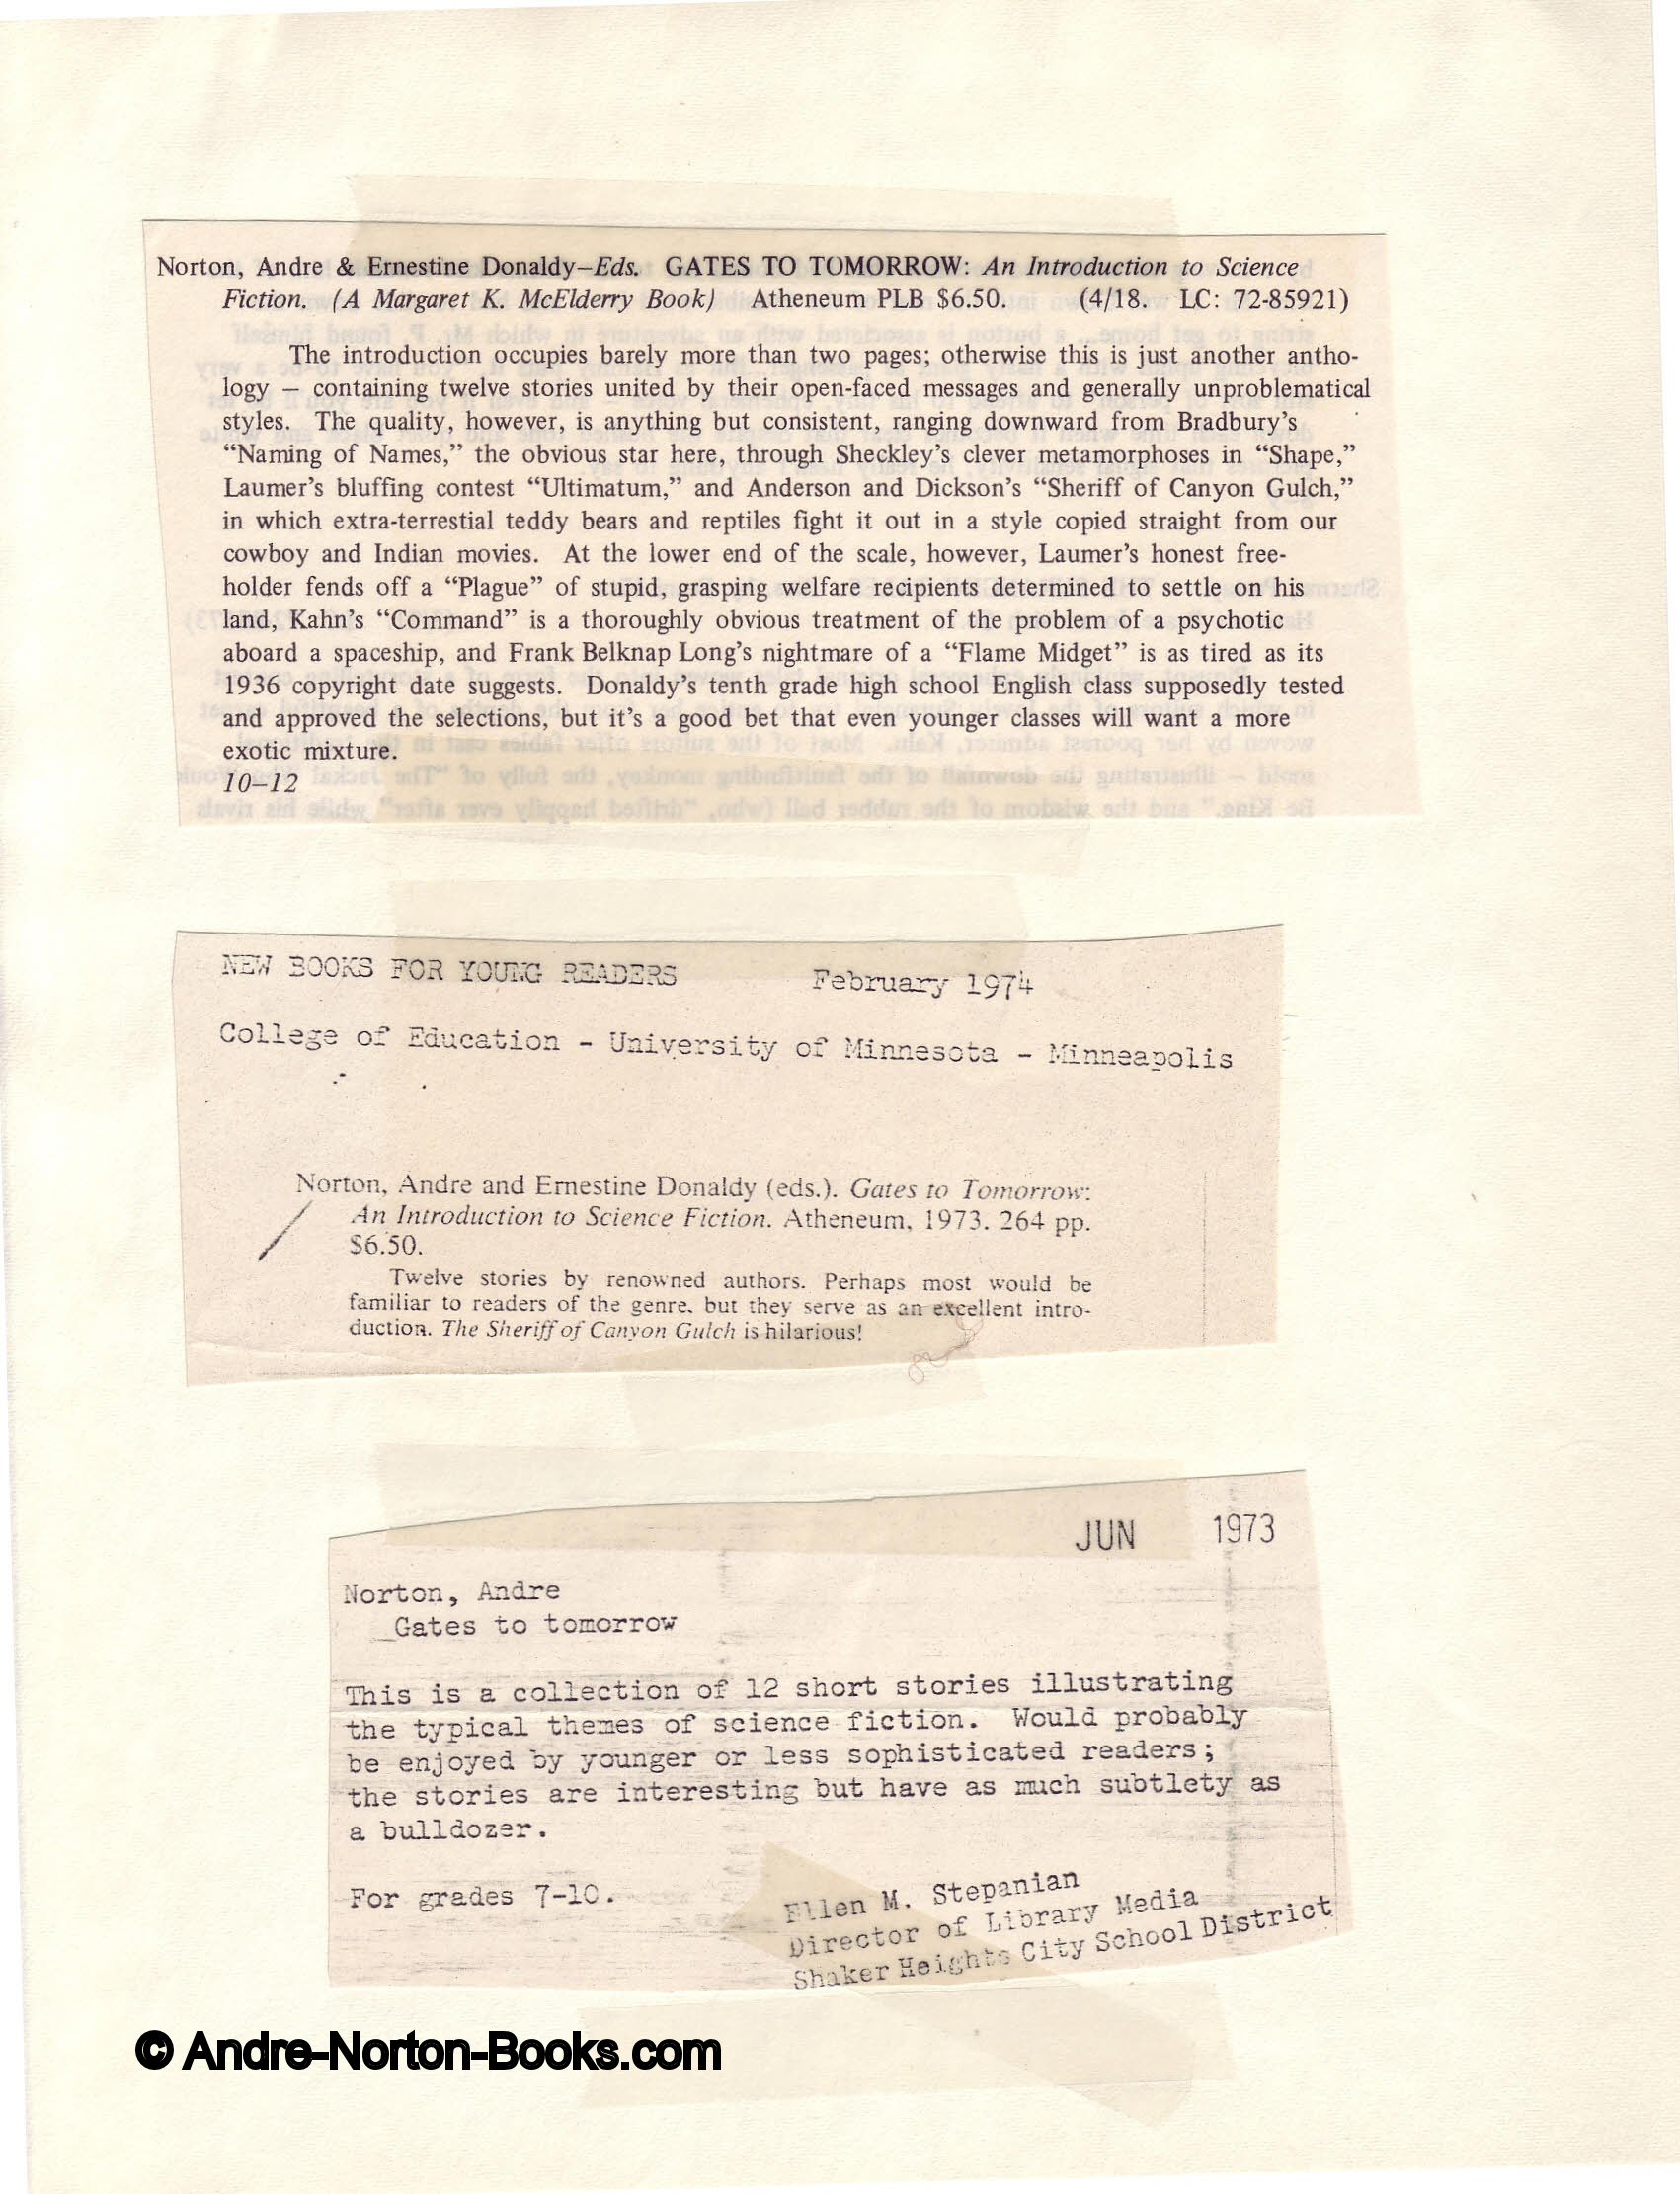 Norton, Andre & Ernestine Donaldy—Eds. GATES TO TOMORROW: An Introduction to Science
Fiction. (A Margaret K. McElderry Book) Atheneum PLB $6.50. (4/18. LC: 72-85921)
The introduction occupies barely more than two pages; otherwise this is just another antho-
logy — containing twelve stories united by their open-faced messages and generally unproblematical
styles. The quality, however, is anything but consistent, ranging downward from Bradbury's
“Naming of Names,” the obvious star here, through Sheckley's clever metamorphoses in “Shape,”
Laumer's bluffing contest “Ultimatum,” and Anderson and Dickson's “Sheriff of Canyon Gulch,”
in which extra-terrestial teddy bears and reptiles fight it out in a style copied straight from our
cowboy and Indian movies. At the lower end of the scale, however, Laumer's honest free-
holder fends off a “Plague” of stupid, grasping welfare recipients determined to settle on his
land, Kahn's “Command” is a thoroughly obvious treatment of the problem of a psychotic
aboard a spaceship, and Frank Belknap Long's nightmare of a “Flame Midget” is as tired as its
1936 copyright date suggests. Donaldy's tenth grade high school English class supposedly tested
and approved the selections, but it's a good bet that even younger classes will want a more
exotic mixture.
10—12
NEW BOOKS FOR YOUNG READERS February 1974
College of Education - University of Minnesota - Minneapolis
Norton, Andre and Ernestine Donaldy (eds.). Gates to Tomorrow:
An Introduction to Science Fiction. Atheneum, 1973. 264 pp.
$6.50.
Twelve stories by renowned authors. Perhaps most would be
familiar to readers of the genre, but they serve as an excellent intro-
duction. The Sheriff of Canyon Gulch is hilarious!
JUN 1973
Norton, Andre
Gates to tomorrow
This is a collection of 12 short stories illustrating
the typical themes of science fiction. Would probably
be enjoyed by younger or less sophisticated readers;
the stories are interesting but have as much subtlety as
a bulldozer.
For grades 7-10.
Ellen M. Stepanian
Director of Library Media
Shaker Heights City School District
© Andre-Norton-Books.com